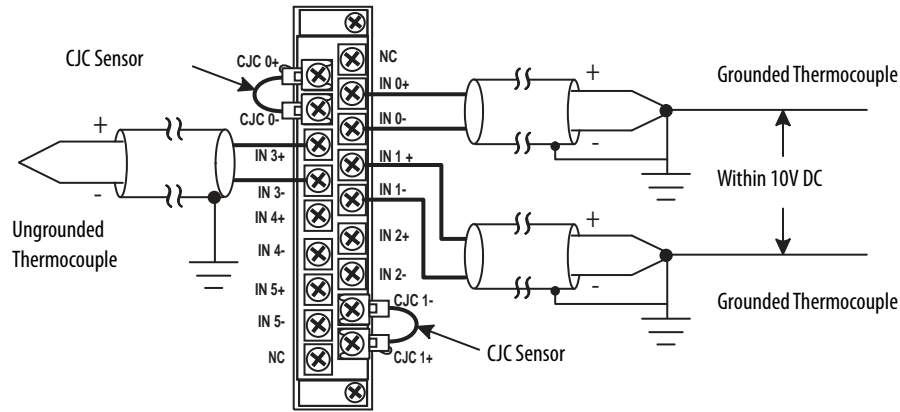 CJC Sensor
CJC 0+
CJC 0-
IN 3+
IN 3-
IN 4+
IN 4-
IN 5+
IN 5-
NC
NC
IN 0+
IN 0-
IN 1 +
IN 1-
IN 2+
IN 2-
CJC 1-
CJC 1+
CJC Sensor
+
-
Ungrounded
Thermocouple
+
-
Grounded Thermocouple
Within 10V DC
+
-
Grounded Thermocouple